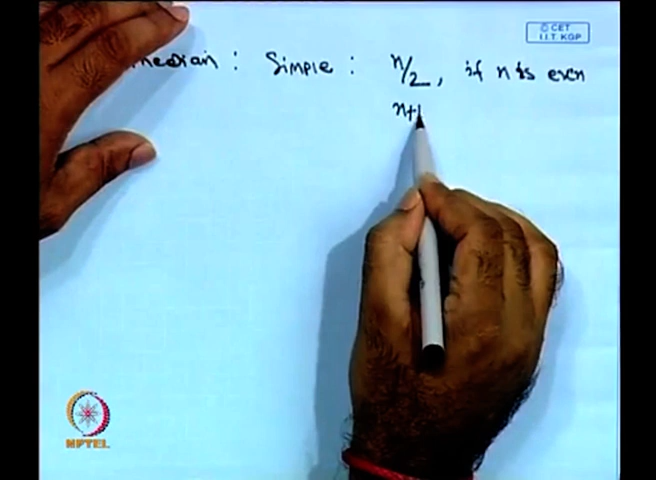 © CET
I.I.T. KGP
median : Simple : n/2 , if n is even
n+1
NPTEL